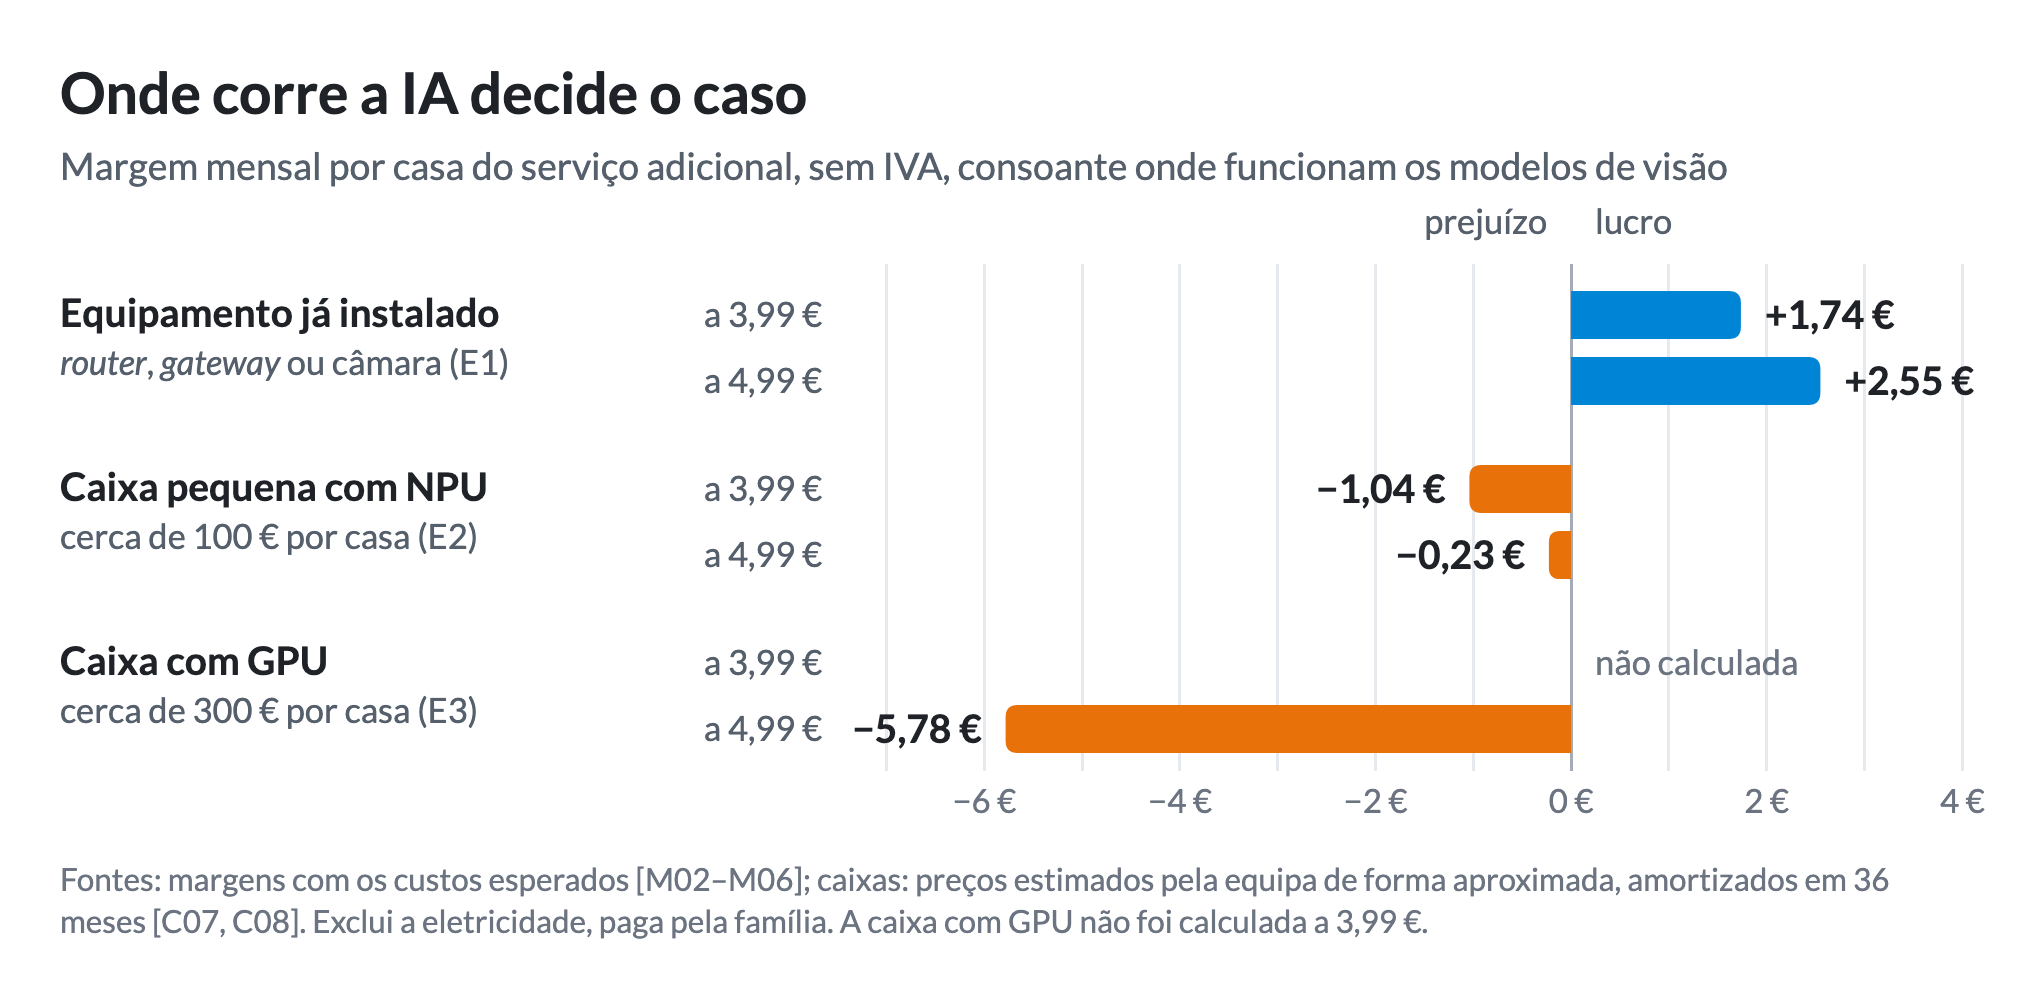 Onde corre a IA decide o caso
Margem mensal por casa do serviço adicional, sem IVA, consoante onde funcionam os modelos de visão
prejuízo lucro
Equipamento já instalado
router, gateway ou câmara (E1)
a 3,99 € +1,74 €
a 4,99 € +2,55 €
Caixa pequena com NPU
cerca de 100 € por casa (E2)
a 3,99 € −1,04 €
a 4,99 € −0,23 €
Caixa com GPU
cerca de 300 € por casa (E3)
a 3,99 € não calculada
a 4,99 € −5,78 €
−6 € −4 € −2 € 0 € 2 € 4 €
Fontes: margens com os custos esperados [M02–M06]; caixas: preços estimados pela equipa de forma aproximada, amortizados em 36
meses [C07, C08]. Exclui a eletricidade, paga pela família. A caixa com GPU não foi calculada a 3,99 €.